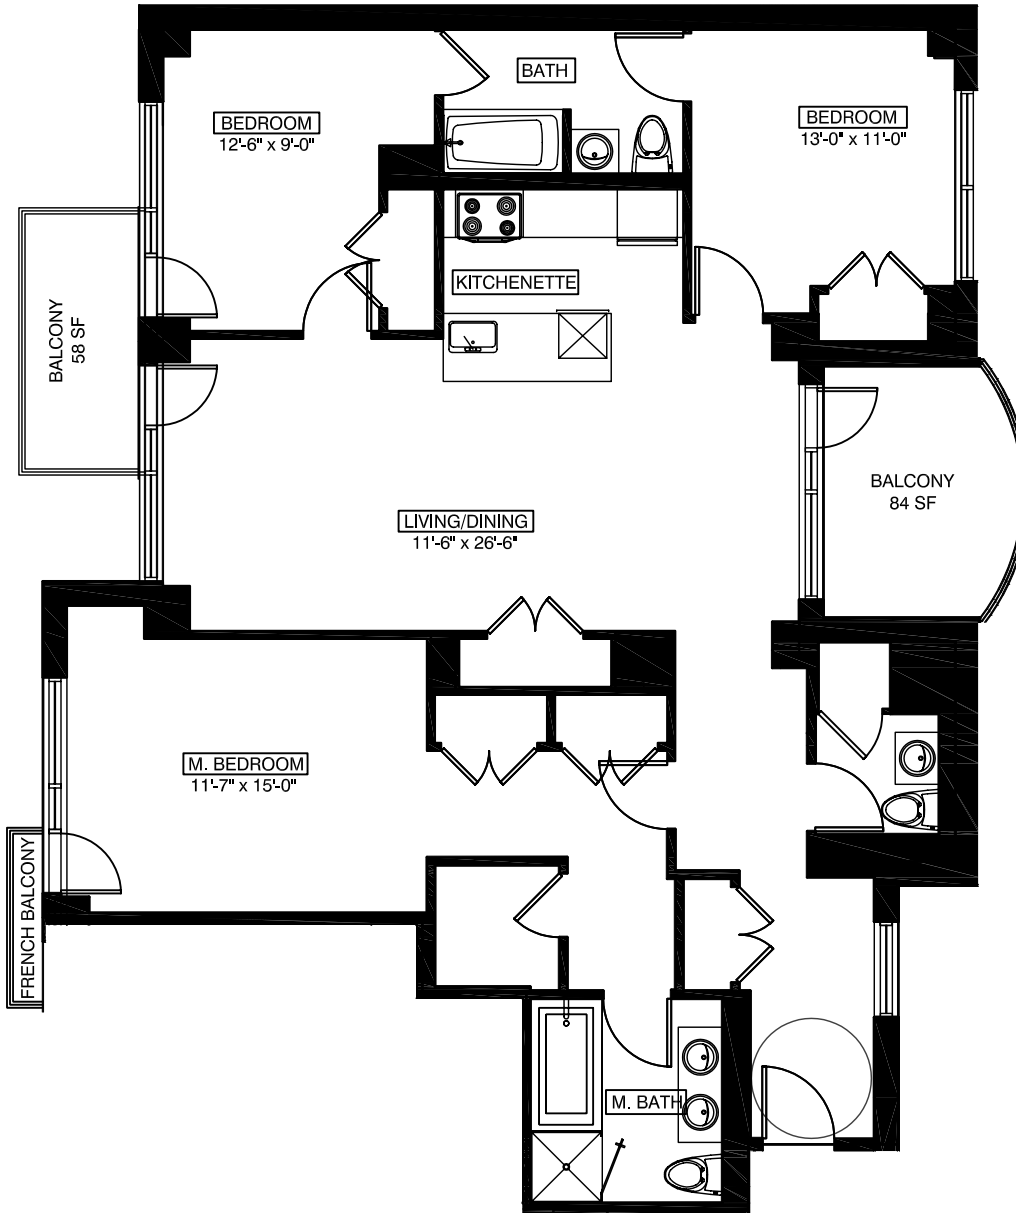 BATH
BEDROOM
12'-6" x 9'-0"
BEDROOM
13'-0" x 11'-0"
KITCHENETTE
BALCONY
58 SF
BALCONY
84 SF
LIVING/DINING
11'-6" x 26'-6"
M. BEDROOM
11'-7" x 15'-0"
FRENCH BALCONY
M. BATH